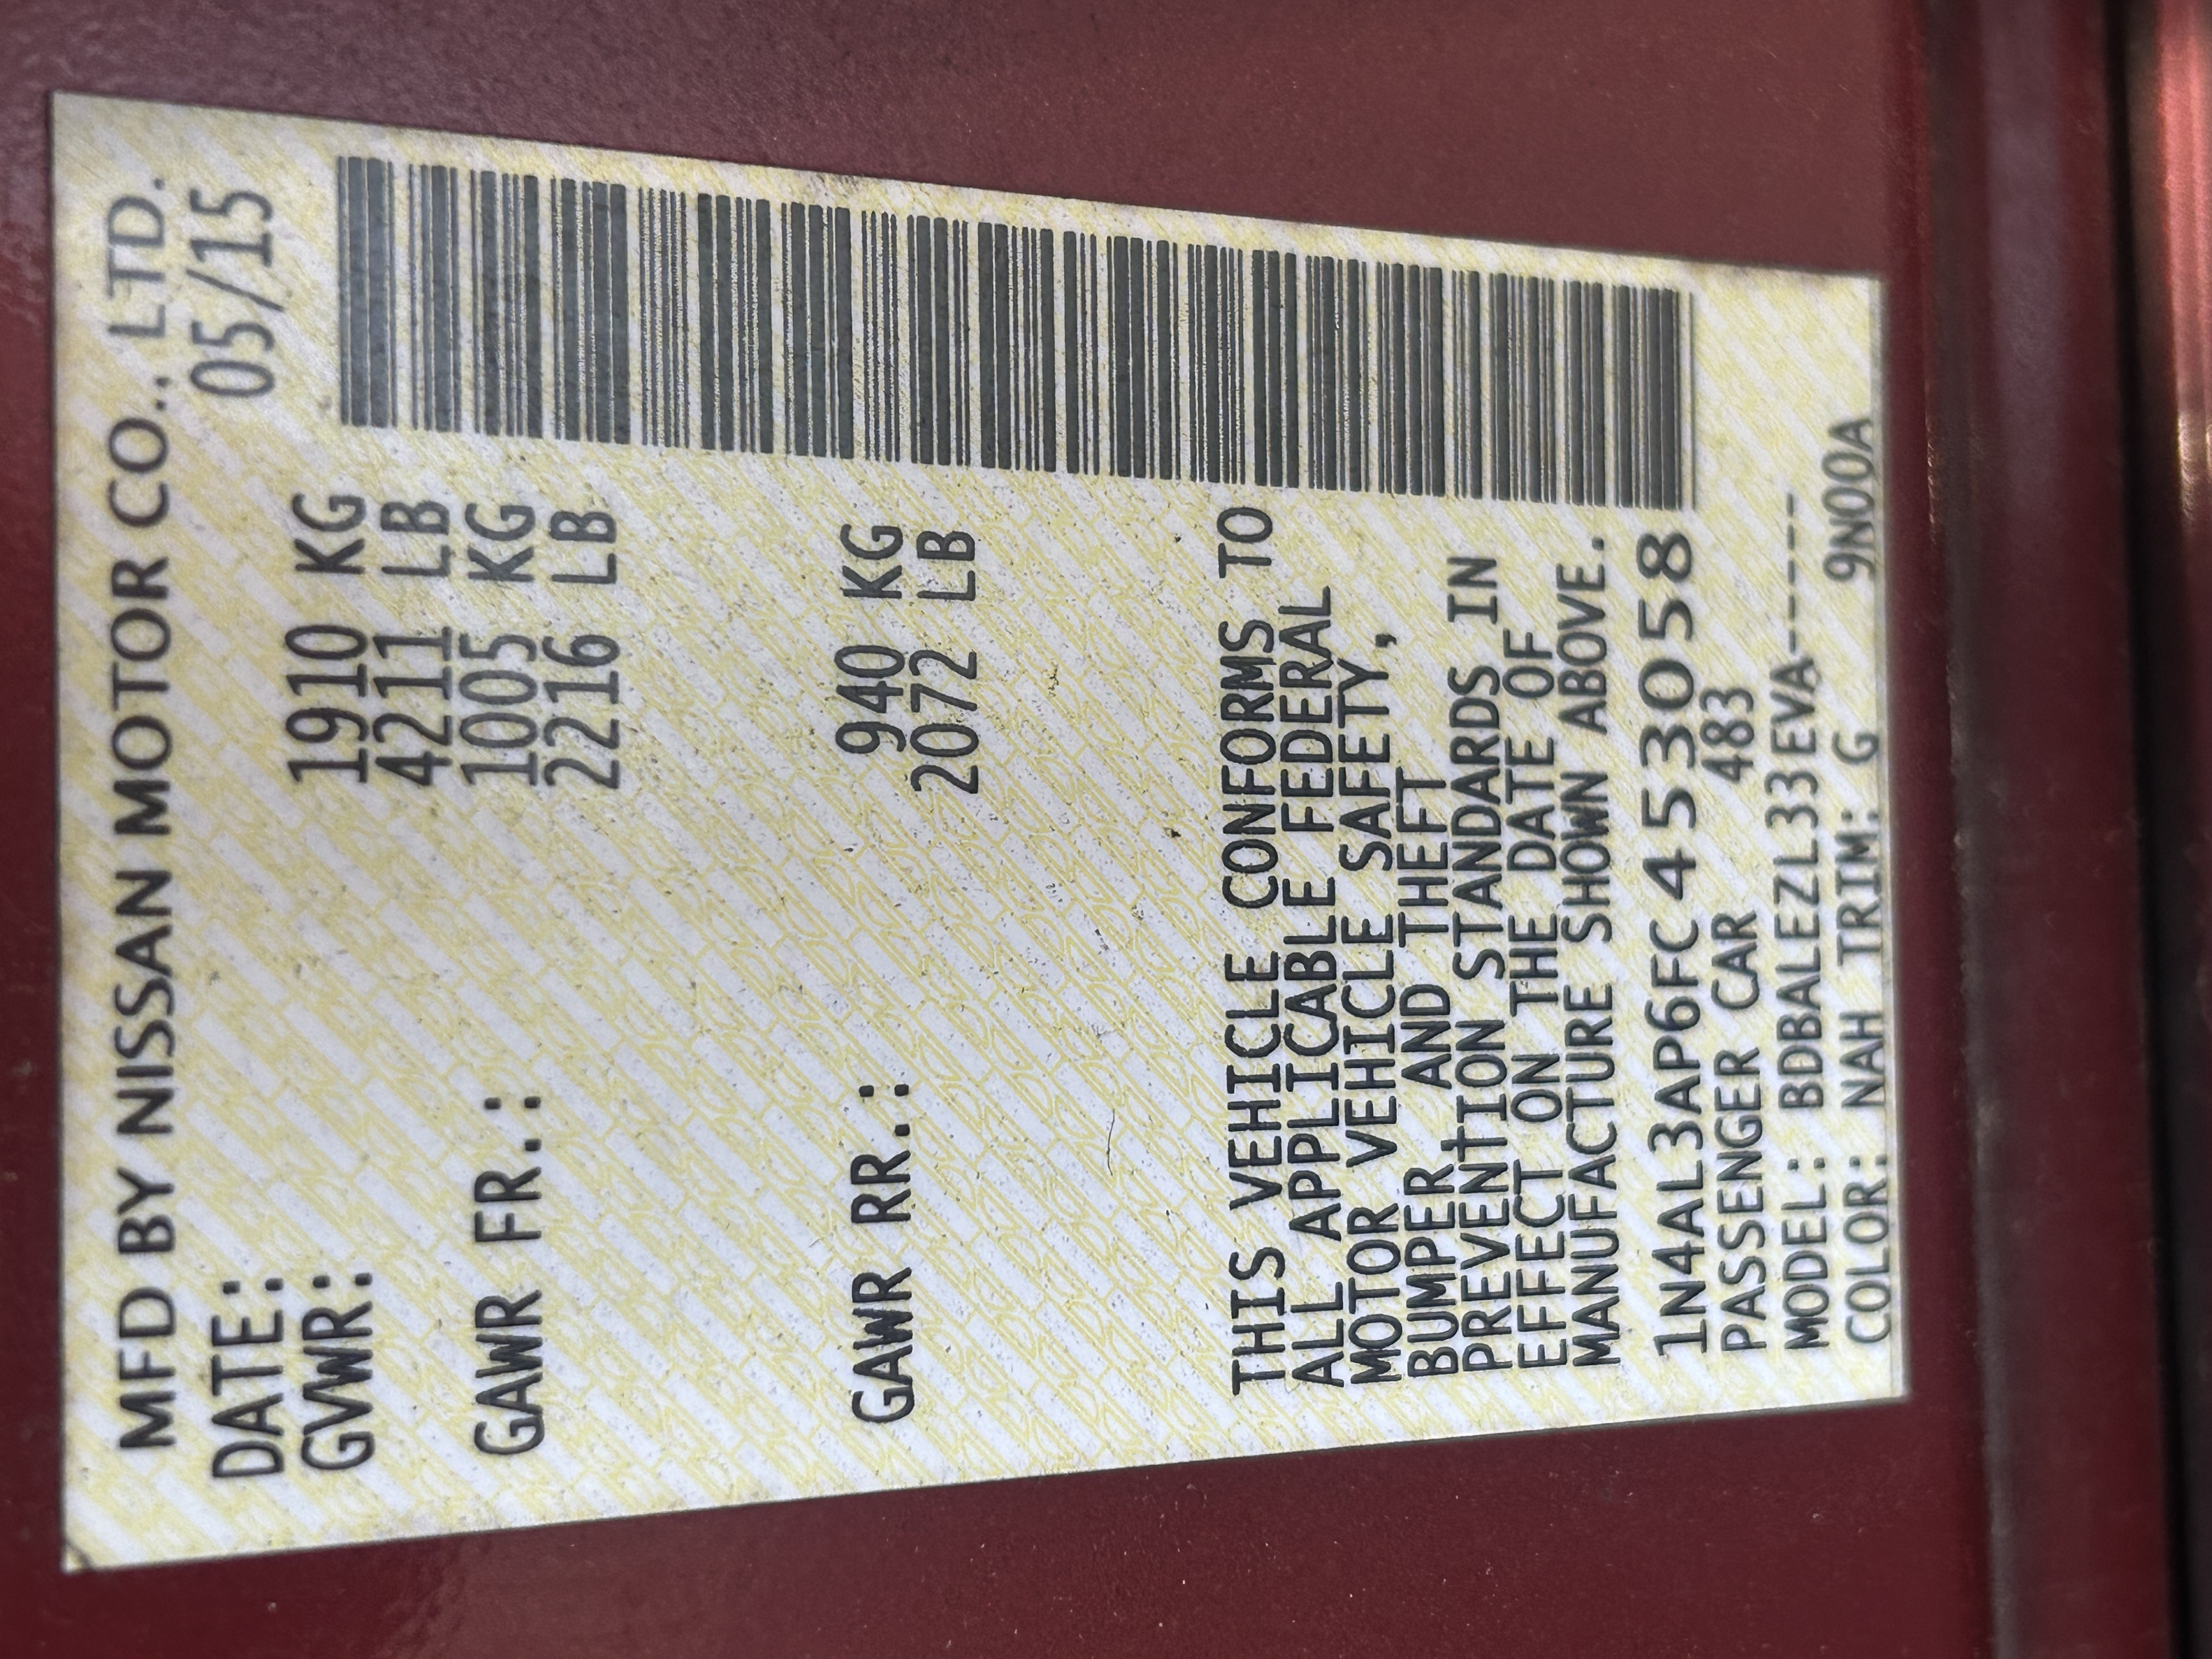 MFD BY NISSAN MOTOR CO., LTD.
DATE: 05/15
GVWR: 1910 KG
4211 LB
GAWR FR.: 1005 KG
2216 LB
GAWR RR.: 940 KG
2072 LB
THIS VEHICLE CONFORMS TO
ALL APPLICABLE FEDERAL
MOTOR VEHICLE SAFETY,
BUMPER AND THEFT
PREVENTION STANDARDS IN
EFFECT ON THE DATE OF
MANUFACTURE SHOWN ABOVE.
1N4AL3AP6FC453058
PASSENGER CAR 483
MODEL: BDBALEZL33EVA------
COLOR: NAH TRIM: G 9N00A